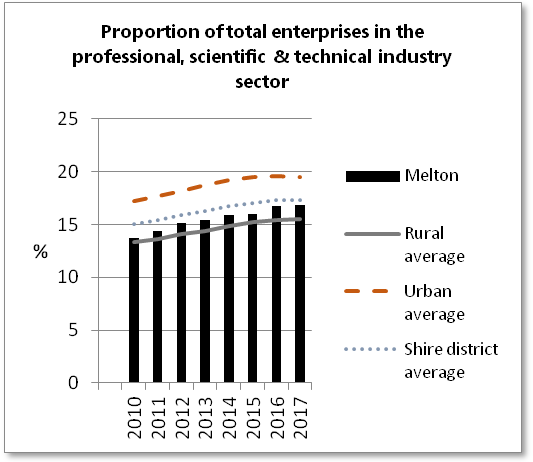 Proportion of total enterprises in the
professional, scientific & technical industry
sector
25
20
15
10
5
0
%
2010
2011
2012
2013
2014
2015
2016
2017
Melton
Rural
average
Urban
average
Shire district
average